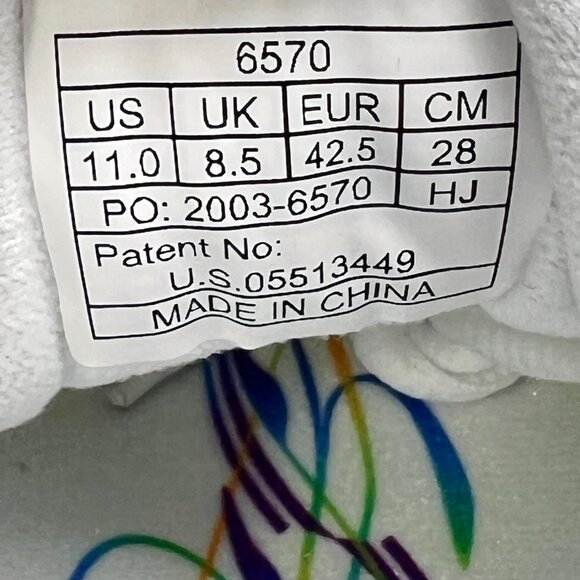 6570
US UK EUR CM
11.0 8.5 42.5 28
PO: 2003-6570 HJ
Patent No:
U.S.05513449
MADE IN CHINA